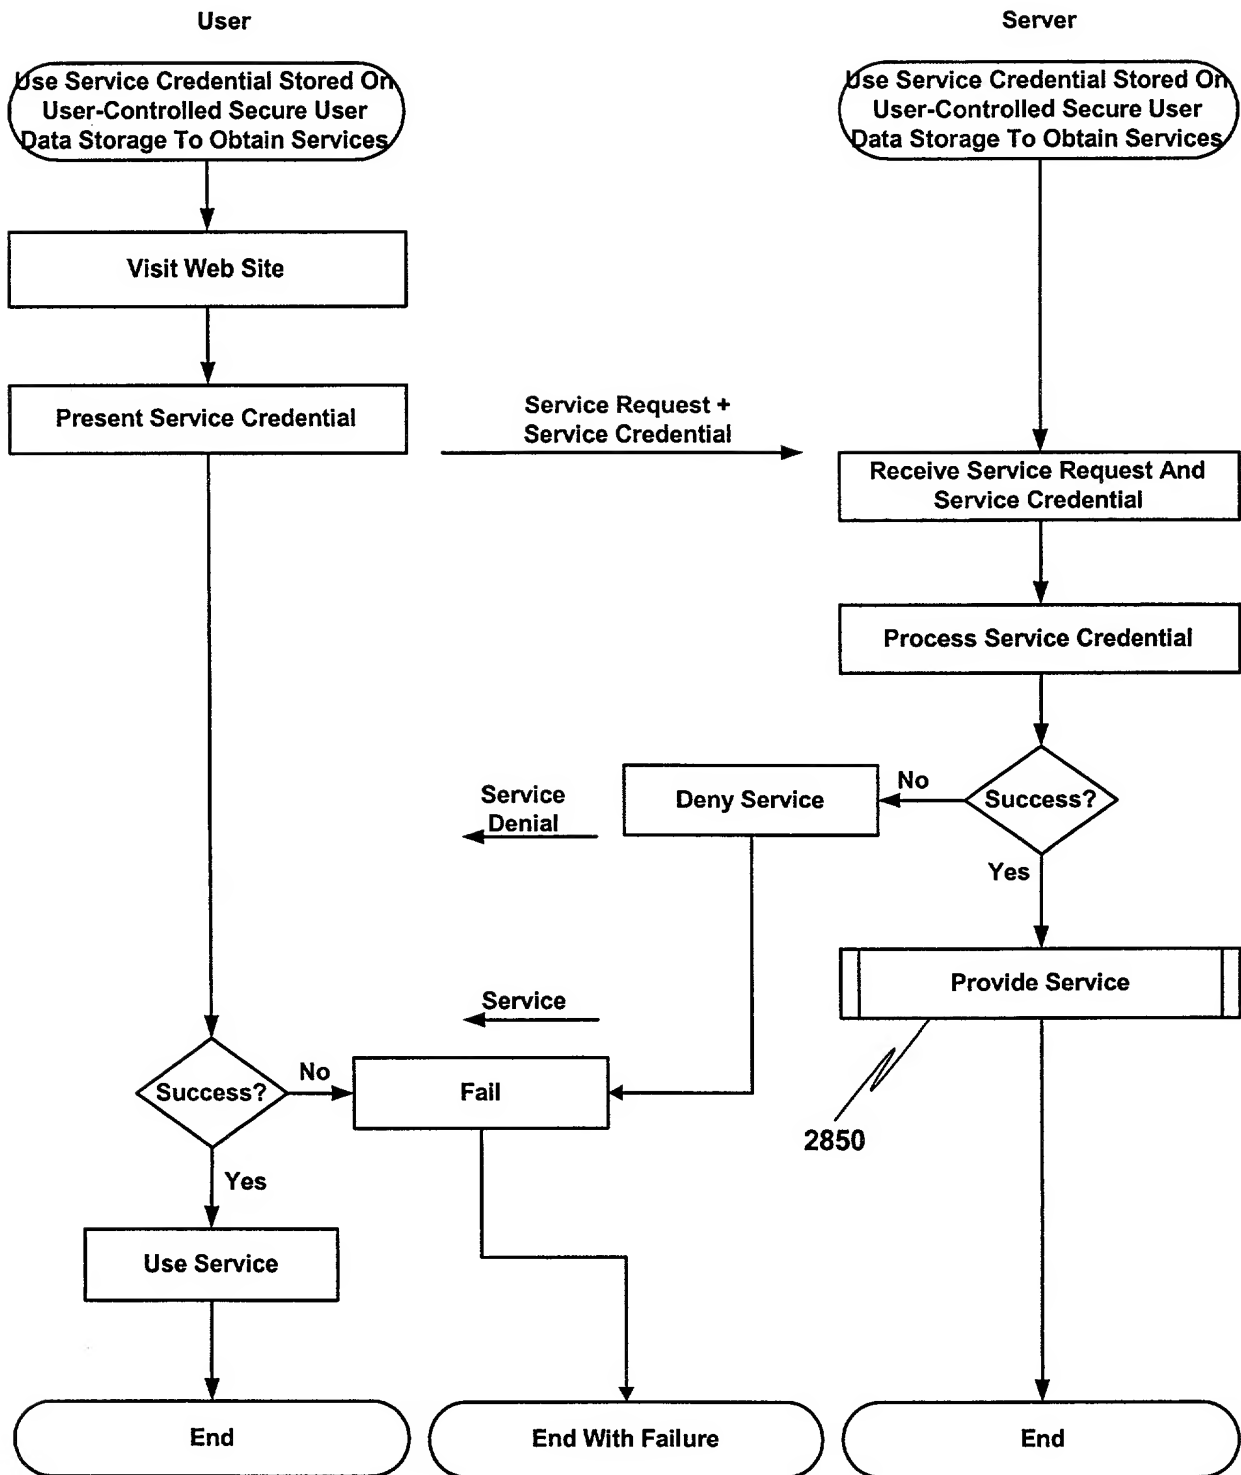 User
Server
Use Service Credential Stored On
User-Controlled Secure User
Data Storage To Obtain Services
Use Service Credential Stored On
User-Controlled Secure User
Data Storage To Obtain Services
Visit Web Site
Present Service Credential
Service Request +
Service Credential
Receive Service Request And
Service Credential
Process Service Credential
Success?
No
Deny Service
Service
Denial
Yes
Provide Service
2850
Service
Success?
No
Fail
Yes
Use Service
End
End With Failure
End